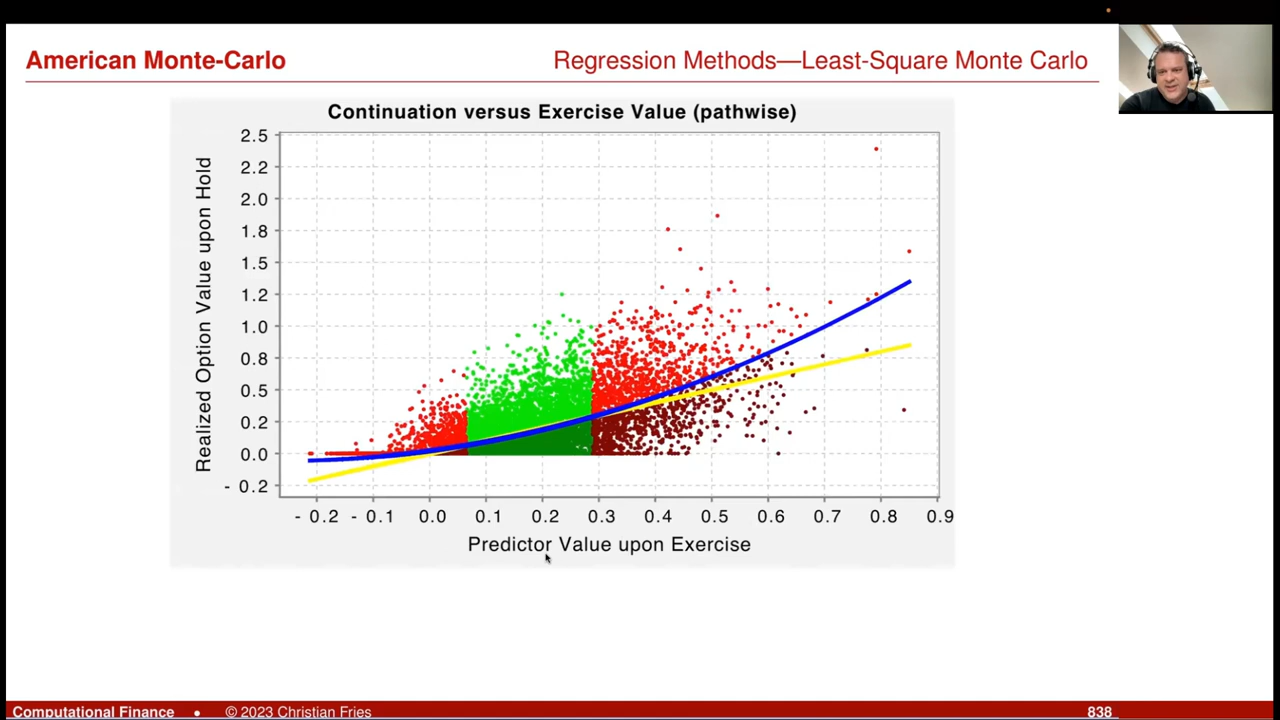 American Monte-Carlo
Regression Methods—Least-Square Monte Carlo
Continuation versus Exercise Value (pathwise)
Realized Option Value upon Hold
2.5
2.2
2.0
1.8
1.5
1.2
1.0
0.8
0.5
0.2
0.0
- 0.2
- 0.2 - 0.1 0.0 0.1 0.2 0.3 0.4 0.5 0.6 0.7 0.8 0.9
Predictor Value upon Exercise
Computational Finance • © 2023 Christian Fries 838